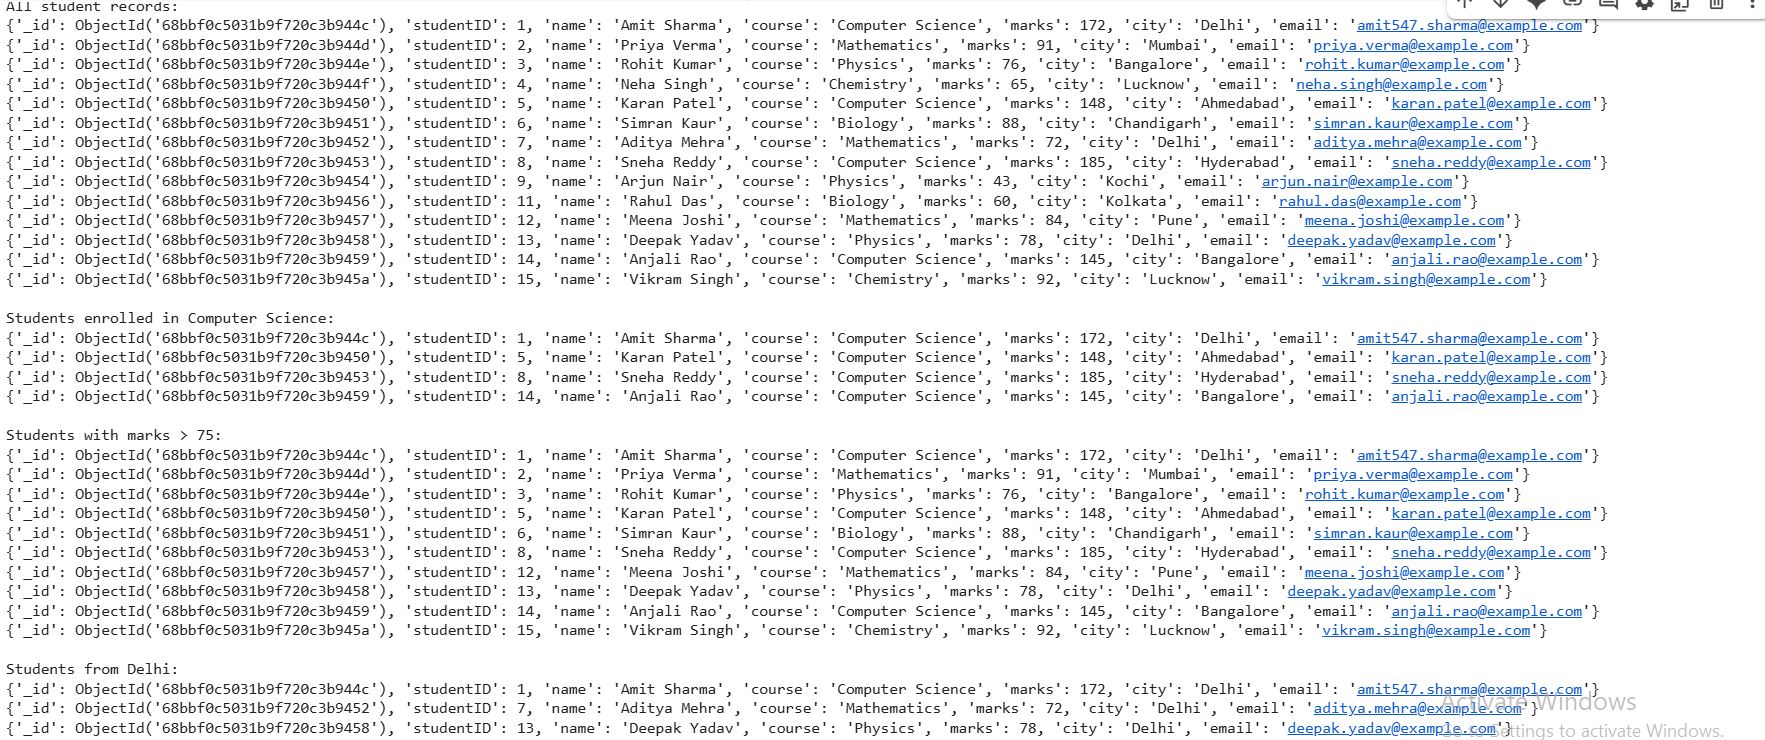 All student records:
{'_id': ObjectId('68bbf0c5031b9f720c3b944c'), 'studentID': 1, 'name': 'Amit Sharma', 'course': 'Computer Science', 'marks': 172, 'city': 'Delhi', 'email': 'amit547.sharma@example.com'}
{'_id': ObjectId('68bbf0c5031b9f720c3b944d'), 'studentID': 2, 'name': 'Priya Verma', 'course': 'Mathematics', 'marks': 91, 'city': 'Mumbai', 'email': 'priya.verma@example.com'}
{'_id': ObjectId('68bbf0c5031b9f720c3b944e'), 'studentID': 3, 'name': 'Rohit Kumar', 'course': 'Physics', 'marks': 76, 'city': 'Bangalore', 'email': 'rohit.kumar@example.com'}
{'_id': ObjectId('68bbf0c5031b9f720c3b944f'), 'studentID': 4, 'name': 'Neha Singh', 'course': 'Chemistry', 'marks': 65, 'city': 'Lucknow', 'email': 'neha.singh@example.com'}
{'_id': ObjectId('68bbf0c5031b9f720c3b9450'), 'studentID': 5, 'name': 'Karan Patel', 'course': 'Computer Science', 'marks': 148, 'city': 'Ahmedabad', 'email': 'karan.patel@example.com'}
{'_id': ObjectId('68bbf0c5031b9f720c3b9451'), 'studentID': 6, 'name': 'Simran Kaur', 'course': 'Biology', 'marks': 88, 'city': 'Chandigarh', 'email': 'simran.kaur@example.com'}
{'_id': ObjectId('68bbf0c5031b9f720c3b9452'), 'studentID': 7, 'name': 'Aditya Mehra', 'course': 'Mathematics', 'marks': 72, 'city': 'Delhi', 'email': 'aditya.mehra@example.com'}
{'_id': ObjectId('68bbf0c5031b9f720c3b9453'), 'studentID': 8, 'name': 'Sneha Reddy', 'course': 'Computer Science', 'marks': 185, 'city': 'Hyderabad', 'email': 'sneha.reddy@example.com'}
{'_id': ObjectId('68bbf0c5031b9f720c3b9454'), 'studentID': 9, 'name': 'Arjun Nair', 'course': 'Physics', 'marks': 43, 'city': 'Kochi', 'email': 'arjun.nair@example.com'}
{'_id': ObjectId('68bbf0c5031b9f720c3b9456'), 'studentID': 11, 'name': 'Rahul Das', 'course': 'Biology', 'marks': 60, 'city': 'Kolkata', 'email': 'rahul.das@example.com'}
{'_id': ObjectId('68bbf0c5031b9f720c3b9457'), 'studentID': 12, 'name': 'Meena Joshi', 'course': 'Mathematics', 'marks': 84, 'city': 'Pune', 'email': 'meena.joshi@example.com'}
{'_id': ObjectId('68bbf0c5031b9f720c3b9458'), 'studentID': 13, 'name': 'Deepak Yadav', 'course': 'Physics', 'marks': 78, 'city': 'Delhi', 'email': 'deepak.yadav@example.com'}
{'_id': ObjectId('68bbf0c5031b9f720c3b9459'), 'studentID': 14, 'name': 'Anjali Rao', 'course': 'Computer Science', 'marks': 145, 'city': 'Bangalore', 'email': 'anjali.rao@example.com'}
{'_id': ObjectId('68bbf0c5031b9f720c3b945a'), 'studentID': 15, 'name': 'Vikram Singh', 'course': 'Chemistry', 'marks': 92, 'city': 'Lucknow', 'email': 'vikram.singh@example.com'}
Students enrolled in Computer Science:
{'_id': ObjectId('68bbf0c5031b9f720c3b944c'), 'studentID': 1, 'name': 'Amit Sharma', 'course': 'Computer Science', 'marks': 172, 'city': 'Delhi', 'email': 'amit547.sharma@example.com'}
{'_id': ObjectId('68bbf0c5031b9f720c3b9450'), 'studentID': 5, 'name': 'Karan Patel', 'course': 'Computer Science', 'marks': 148, 'city': 'Ahmedabad', 'email': 'karan.patel@example.com'}
{'_id': ObjectId('68bbf0c5031b9f720c3b9453'), 'studentID': 8, 'name': 'Sneha Reddy', 'course': 'Computer Science', 'marks': 185, 'city': 'Hyderabad', 'email': 'sneha.reddy@example.com'}
{'_id': ObjectId('68bbf0c5031b9f720c3b9459'), 'studentID': 14, 'name': 'Anjali Rao', 'course': 'Computer Science', 'marks': 145, 'city': 'Bangalore', 'email': 'anjali.rao@example.com'}
Students with marks > 75:
{'_id': ObjectId('68bbf0c5031b9f720c3b944c'), 'studentID': 1, 'name': 'Amit Sharma', 'course': 'Computer Science', 'marks': 172, 'city': 'Delhi', 'email': 'amit547.sharma@example.com'}
{'_id': ObjectId('68bbf0c5031b9f720c3b944d'), 'studentID': 2, 'name': 'Priya Verma', 'course': 'Mathematics', 'marks': 91, 'city': 'Mumbai', 'email': 'priya.verma@example.com'}
{'_id': ObjectId('68bbf0c5031b9f720c3b944e'), 'studentID': 3, 'name': 'Rohit Kumar', 'course': 'Physics', 'marks': 76, 'city': 'Bangalore', 'email': 'rohit.kumar@example.com'}
{'_id': ObjectId('68bbf0c5031b9f720c3b9450'), 'studentID': 5, 'name': 'Karan Patel', 'course': 'Computer Science', 'marks': 148, 'city': 'Ahmedabad', 'email': 'karan.patel@example.com'}
{'_id': ObjectId('68bbf0c5031b9f720c3b9451'), 'studentID': 6, 'name': 'Simran Kaur', 'course': 'Biology', 'marks': 88, 'city': 'Chandigarh', 'email': 'simran.kaur@example.com'}
{'_id': ObjectId('68bbf0c5031b9f720c3b9453'), 'studentID': 8, 'name': 'Sneha Reddy', 'course': 'Computer Science', 'marks': 185, 'city': 'Hyderabad', 'email': 'sneha.reddy@example.com'}
{'_id': ObjectId('68bbf0c5031b9f720c3b9457'), 'studentID': 12, 'name': 'Meena Joshi', 'course': 'Mathematics', 'marks': 84, 'city': 'Pune', 'email': 'meena.joshi@example.com'}
{'_id': ObjectId('68bbf0c5031b9f720c3b9458'), 'studentID': 13, 'name': 'Deepak Yadav', 'course': 'Physics', 'marks': 78, 'city': 'Delhi', 'email': 'deepak.yadav@example.com'}
{'_id': ObjectId('68bbf0c5031b9f720c3b9459'), 'studentID': 14, 'name': 'Anjali Rao', 'course': 'Computer Science', 'marks': 145, 'city': 'Bangalore', 'email': 'anjali.rao@example.com'}
{'_id': ObjectId('68bbf0c5031b9f720c3b945a'), 'studentID': 15, 'name': 'Vikram Singh', 'course': 'Chemistry', 'marks': 92, 'city': 'Lucknow', 'email': 'vikram.singh@example.com'}
Students from Delhi:
{'_id': ObjectId('68bbf0c5031b9f720c3b944c'), 'studentID': 1, 'name': 'Amit Sharma', 'course': 'Computer Science', 'marks': 172, 'city': 'Delhi', 'email': 'amit547.sharma@example.com'}
{'_id': ObjectId('68bbf0c5031b9f720c3b9452'), 'studentID': 7, 'name': 'Aditya Mehra', 'course': 'Mathematics', 'marks': 72, 'city': 'Delhi', 'email': 'aditya.mehra@example.com'}
{'_id': ObjectId('68bbf0c5031b9f720c3b9458'), 'studentID': 13, 'name': 'Deepak Yadav', 'course': 'Physics', 'marks': 78, 'city': 'Delhi', 'email': 'deepak.yadav@example.com'}
Activate Windows
Go to Settings to activate Windows.